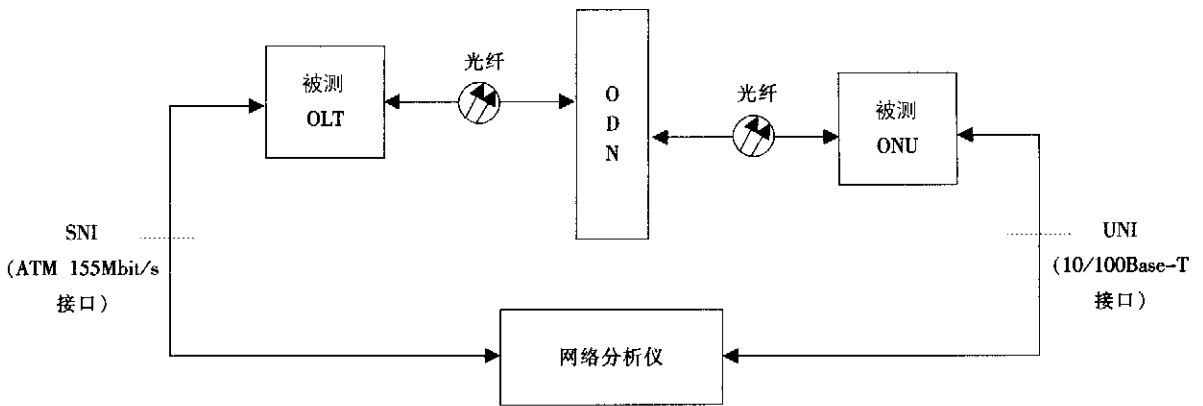 被测
OLT
光纤
O
D
N
光纤
被测
ONU
SNI
(ATM 155Mbit/s
接口)
UNI
(10/100Base-T
接口)
网络分析仪